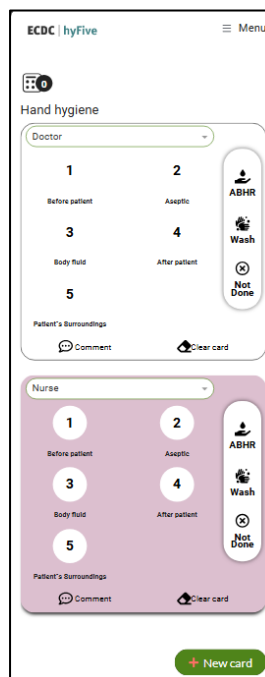 ECDC | hyFive
≡ Menu
0
Hand hygiene
Doctor
1 2
Before patient Aseptic
3 4
Body fluid After patient
5
Patient's Surroundings
ABHR
Wash
Not
Done
Comment Clear card
Nurse
1 2
Before patient Aseptic
3 4
Body fluid After patient
5
Patient's Surroundings
ABHR
Wash
Not
Done
Comment Clear card
+ New card